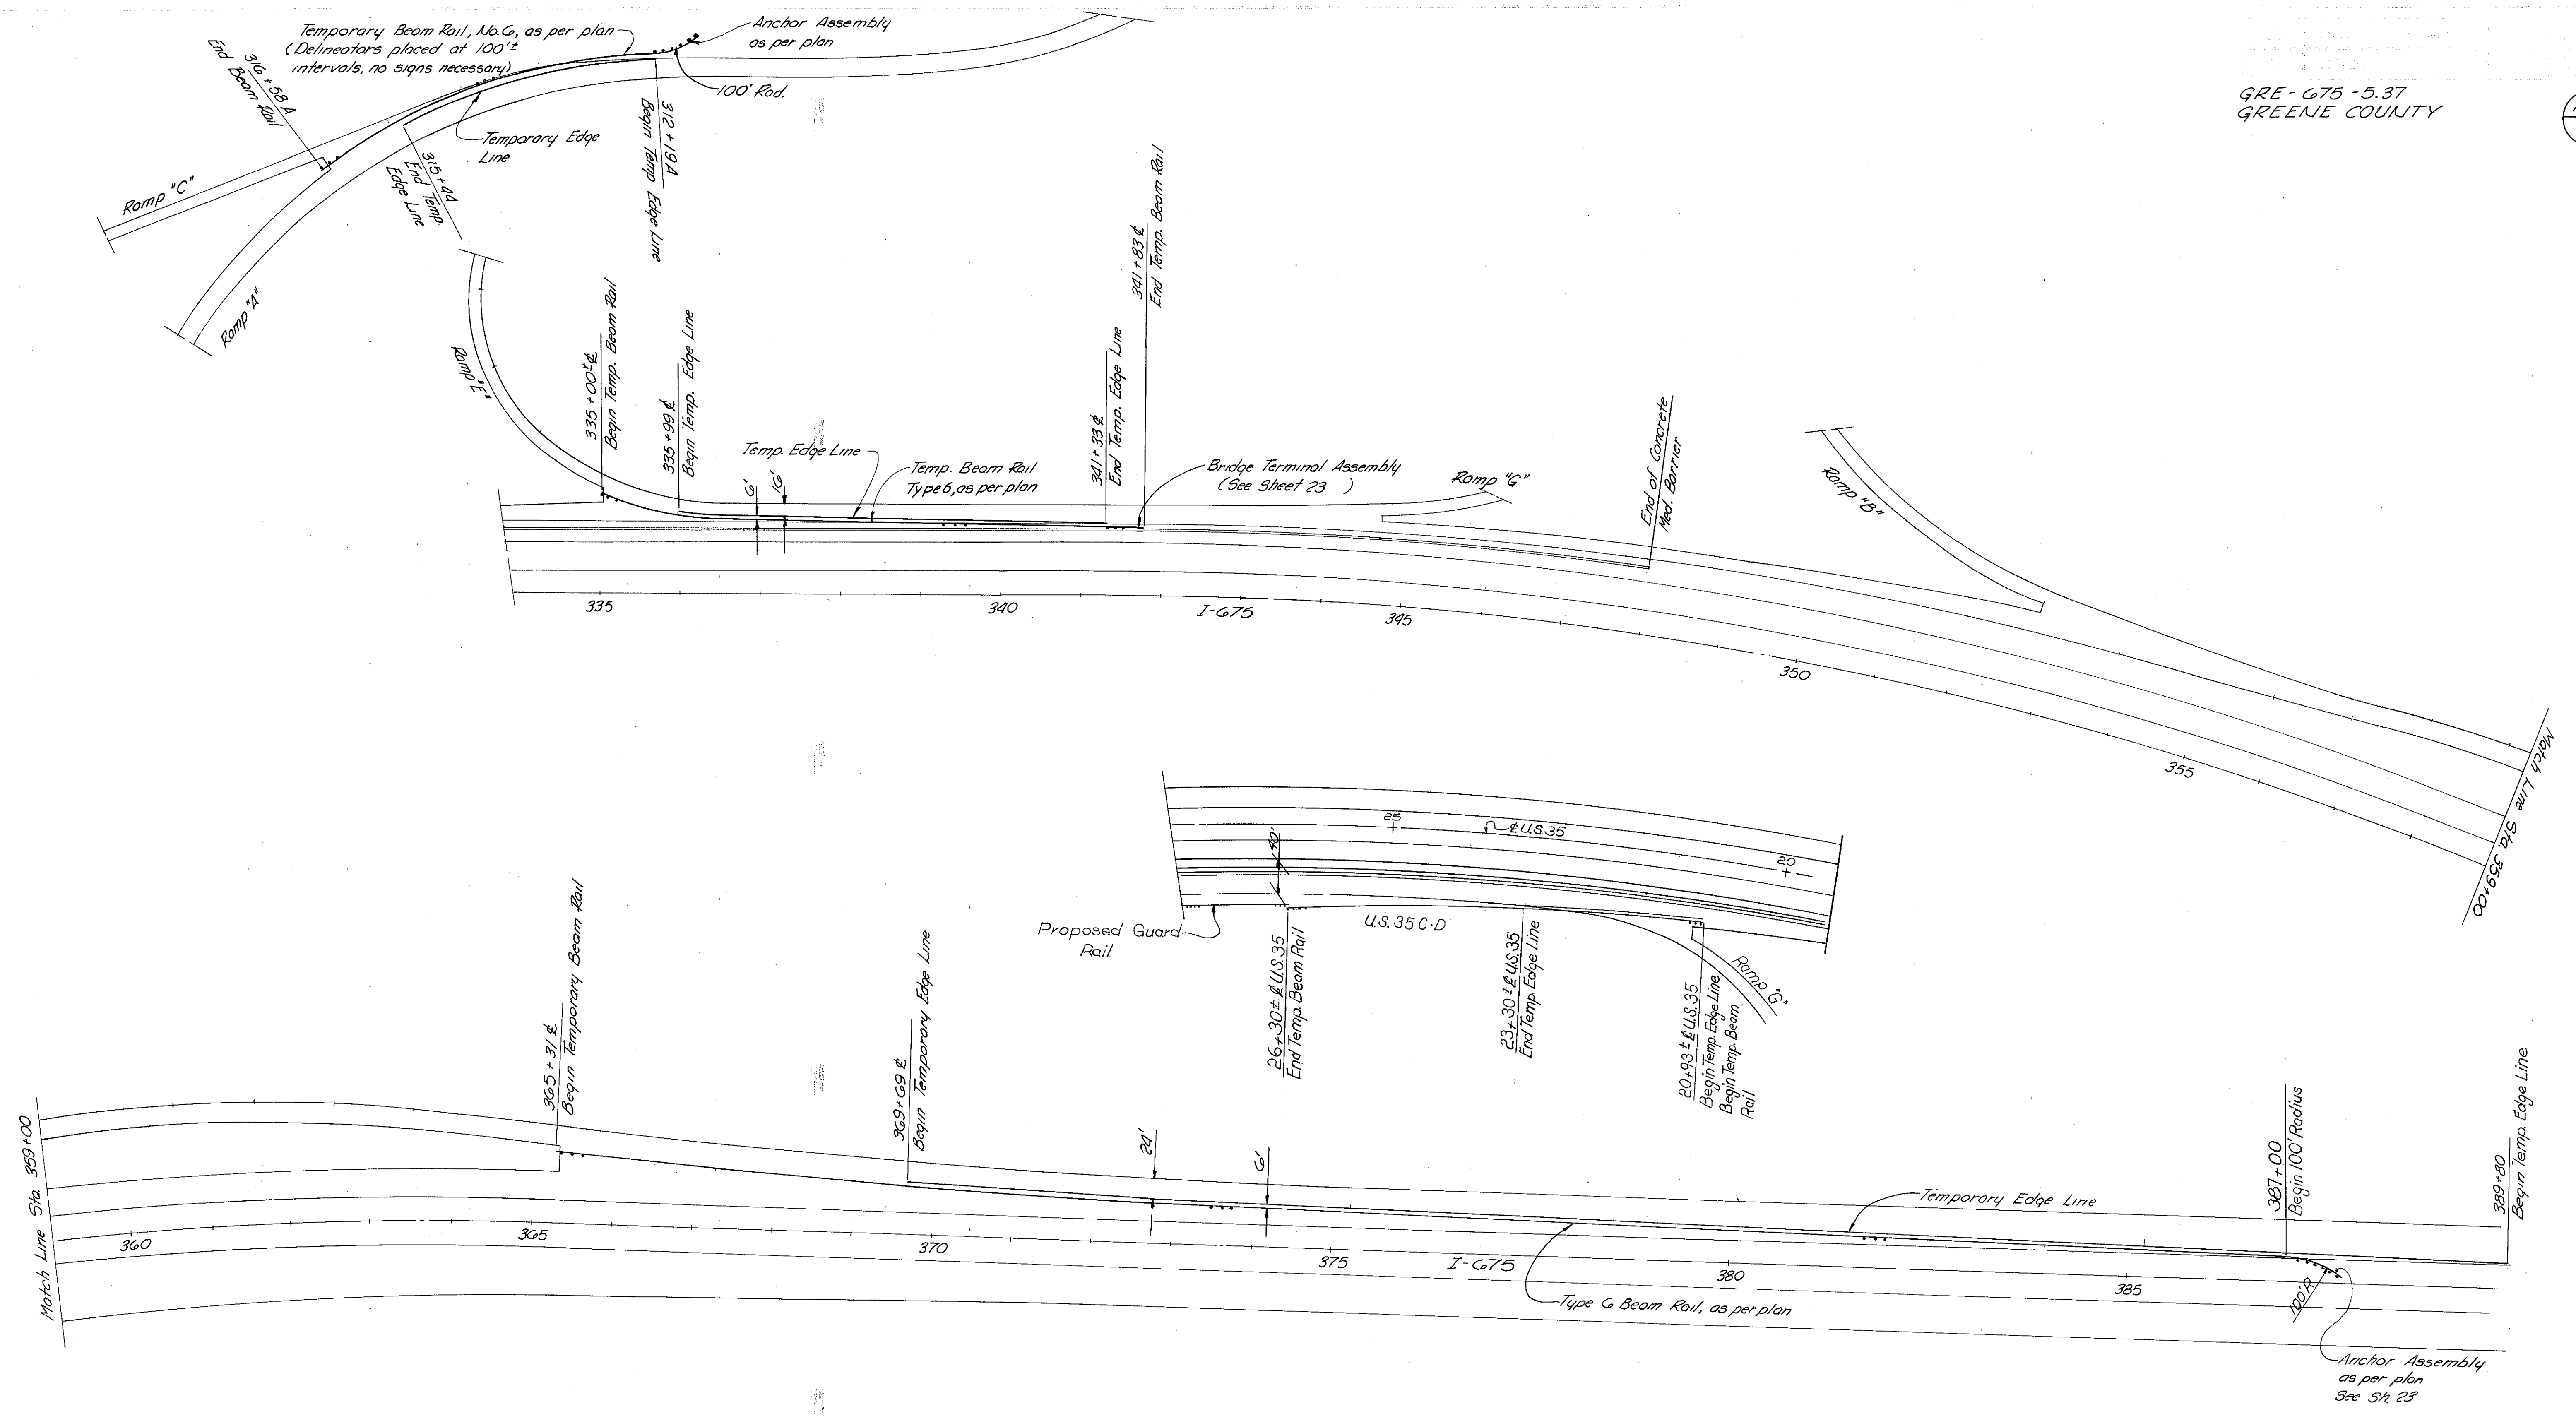 GRE-675-5.37
GREENE COUNTY
Temporary Beam Rail, No.6, as per plan
(Delineators placed at 100'±
intervals, no signs necessary)
Anchor Assembly
as per plan
100' Rad.
316+58 A
End Beam Rail
Temporary Edge
Line
312+19 A
Begin Temp Edge Line
315+44
End Temp
Edge Line
Ramp "C"
Ramp "A"
Ramp "E"
335+00± ℄
Begin Temp. Beam Rail
335+99 ℄
Begin Temp. Edge Line
6'
16'
Temp. Edge Line
Temp. Beam Rail
Type 6, as per plan
341+33 ℄
End Temp. Edge Line
341+83 ℄
End Temp. Beam Rail
Bridge Terminal Assembly
(See Sheet 23 )
Ramp "G"
End of Concrete
Med. Barrier
Ramp "B"
335
340
I-675
345
350
355
Match Line Sta. 359+00
25
℄ U.S. 35
20
40'
Proposed Guard
Rail
U.S. 35 C-D
26+30± ℄ U.S. 35
End Temp. Beam Rail
23+30± ℄ U.S. 35
End Temp. Edge Line
20+93± ℄ U.S. 35
Begin Temp. Edge Line
Begin Temp. Beam
Rail
Ramp "G"
Match Line Sta 359+00
365+31 ℄
Begin Temporary Beam Rail
369+69 ℄
Begin Temporary Edge Line
24'
6'
Temporary Edge Line
387+00
Begin 100' Radius
389+80
Begin Temp. Edge Line
360
365
370
375
I-675
380
385
Type 6 Beam Rail, as per plan
100' R.
Anchor Assembly
as per plan
See Sh. 23